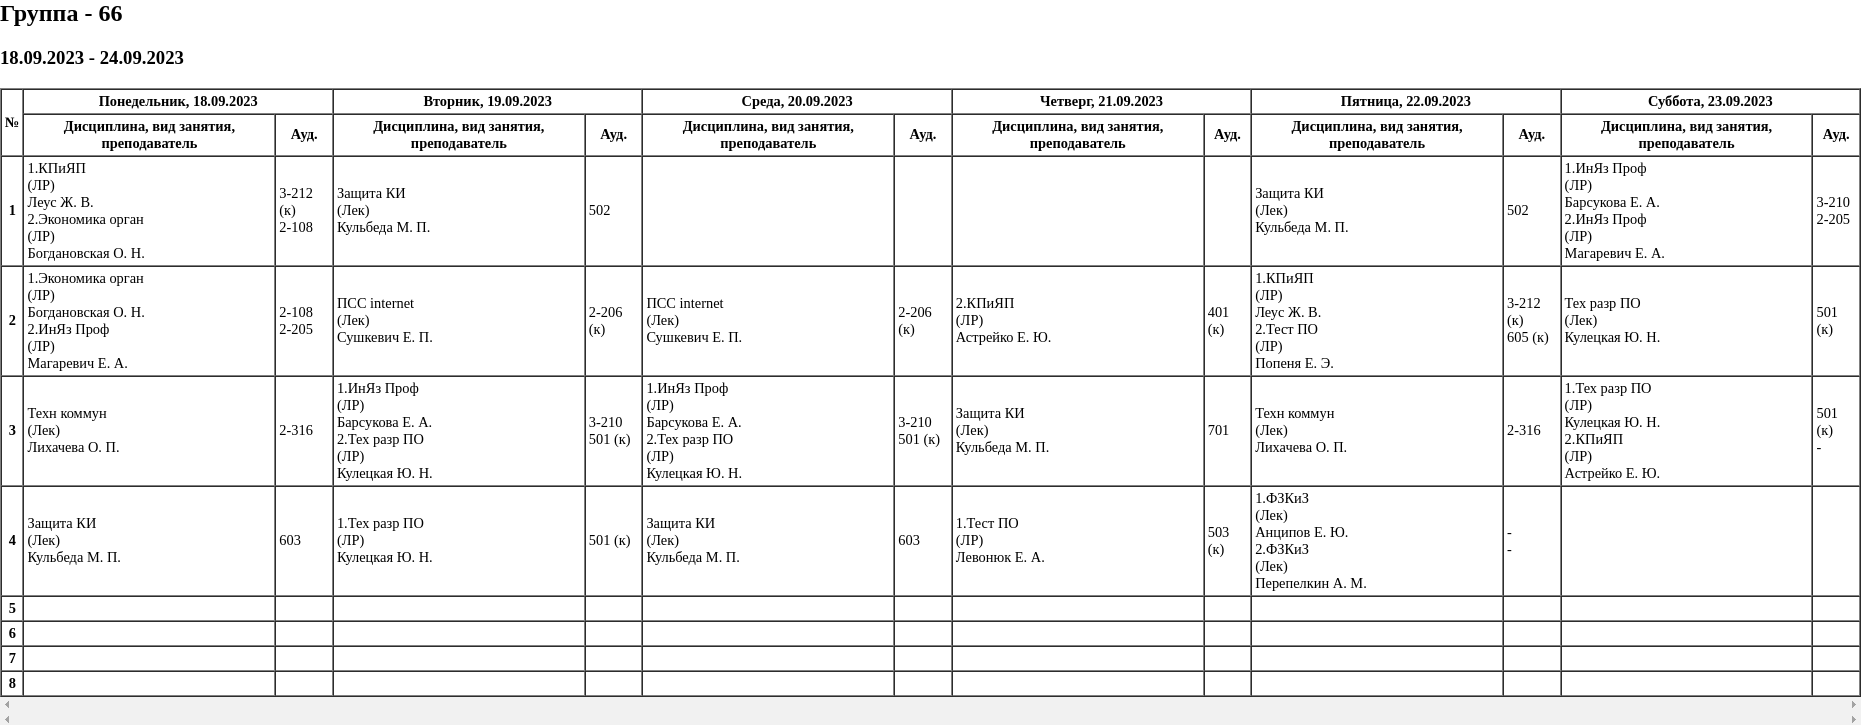 Группа - 66
18.09.2023 - 24.09.2023
№
Понедельник, 18.09.2023
Вторник, 19.09.2023
Среда, 20.09.2023
Четверг, 21.09.2023
Пятница, 22.09.2023
Суббота, 23.09.2023
Дисциплина, вид занятия,
преподаватель
Ауд.
Дисциплина, вид занятия,
преподаватель
Ауд.
Дисциплина, вид занятия,
преподаватель
Ауд.
Дисциплина, вид занятия,
преподаватель
Ауд.
Дисциплина, вид занятия,
преподаватель
Ауд.
Дисциплина, вид занятия,
преподаватель
Ауд.
1
1.КПиЯП
(ЛР)
Леус Ж. В.
2.Экономика орган
(ЛР)
Богдановская О. Н.
3-212
(к)
2-108
Защита КИ
(Лек)
Кульбеда М. П.
502
Защита КИ
(Лек)
Кульбеда М. П.
502
1.ИнЯз Проф
(ЛР)
Барсукова Е. А.
2.ИнЯз Проф
(ЛР)
Магаревич Е. А.
3-210
2-205
2
1.Экономика орган
(ЛР)
Богдановская О. Н.
2.ИнЯз Проф
(ЛР)
Магаревич Е. А.
2-108
2-205
ПСС internet
(Лек)
Сушкевич Е. П.
2-206
(к)
ПСС internet
(Лек)
Сушкевич Е. П.
2-206
(к)
2.КПиЯП
(ЛР)
Астрейко Е. Ю.
401
(к)
1.КПиЯП
(ЛР)
Леус Ж. В.
2.Тест ПО
(ЛР)
Попеня Е. Э.
3-212
(к)
605 (к)
Тех разр ПО
(Лек)
Кулецкая Ю. Н.
501
(к)
3
Техн коммун
(Лек)
Лихачева О. П.
2-316
1.ИнЯз Проф
(ЛР)
Барсукова Е. А.
2.Тех разр ПО
(ЛР)
Кулецкая Ю. Н.
3-210
501 (к)
1.ИнЯз Проф
(ЛР)
Барсукова Е. А.
2.Тех разр ПО
(ЛР)
Кулецкая Ю. Н.
3-210
501 (к)
Защита КИ
(Лек)
Кульбеда М. П.
701
Техн коммун
(Лек)
Лихачева О. П.
2-316
1.Тех разр ПО
(ЛР)
Кулецкая Ю. Н.
2.КПиЯП
(ЛР)
Астрейко Е. Ю.
501
(к)
-
4
Защита КИ
(Лек)
Кульбеда М. П.
603
1.Тех разр ПО
(ЛР)
Кулецкая Ю. Н.
501 (к)
Защита КИ
(Лек)
Кульбеда М. П.
603
1.Тест ПО
(ЛР)
Левонюк Е. А.
503
(к)
1.ФЗКиЗ
(Лек)
Анципов Е. Ю.
2.ФЗКиЗ
(Лек)
Перепелкин А. М.
-
-
5
6
7
8